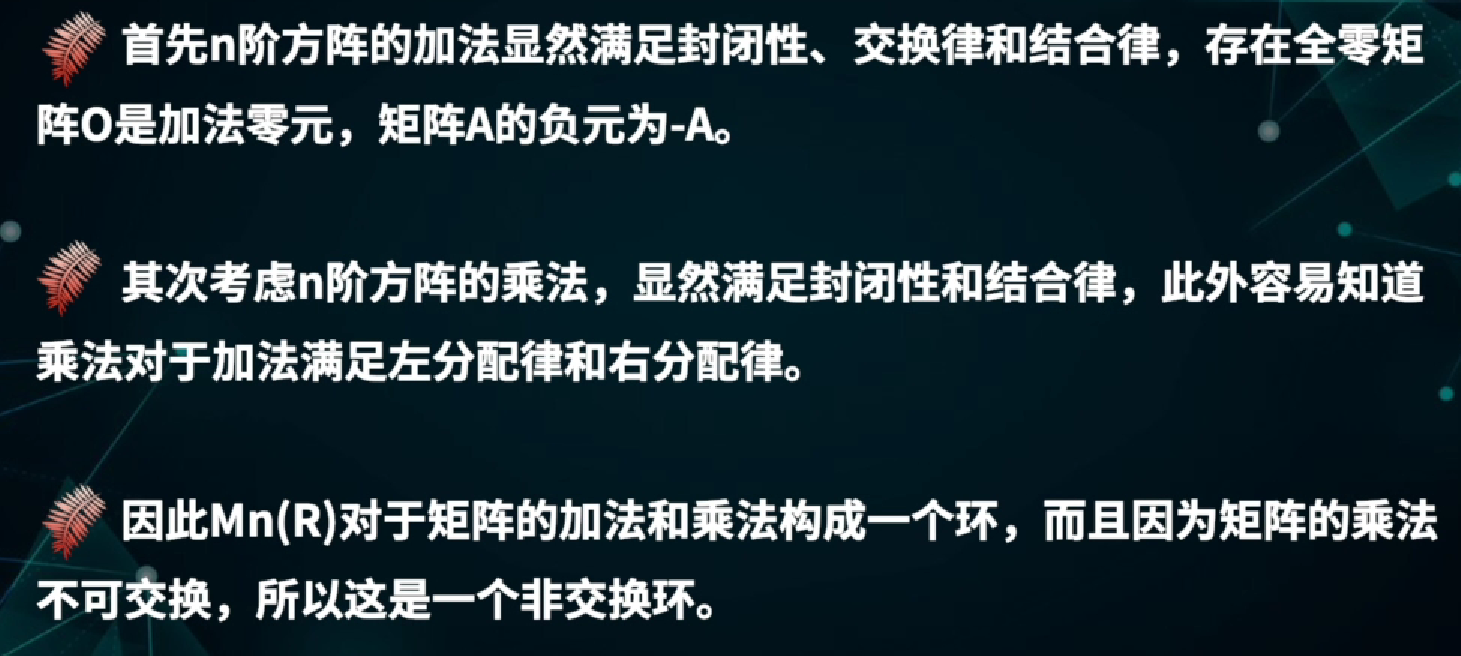 首先n阶方阵的加法显然满足封闭性、交换律和结合律，存在全零矩
阵O是加法零元，矩阵A的负元为-A。
其次考虑n阶方阵的乘法，显然满足封闭性和结合律，此外容易知道
乘法对于加法满足左分配律和右分配律。
因此Mn(R)对于矩阵的加法和乘法构成一个环，而且因为矩阵的乘法
不可交换，所以这是一个非交换环。